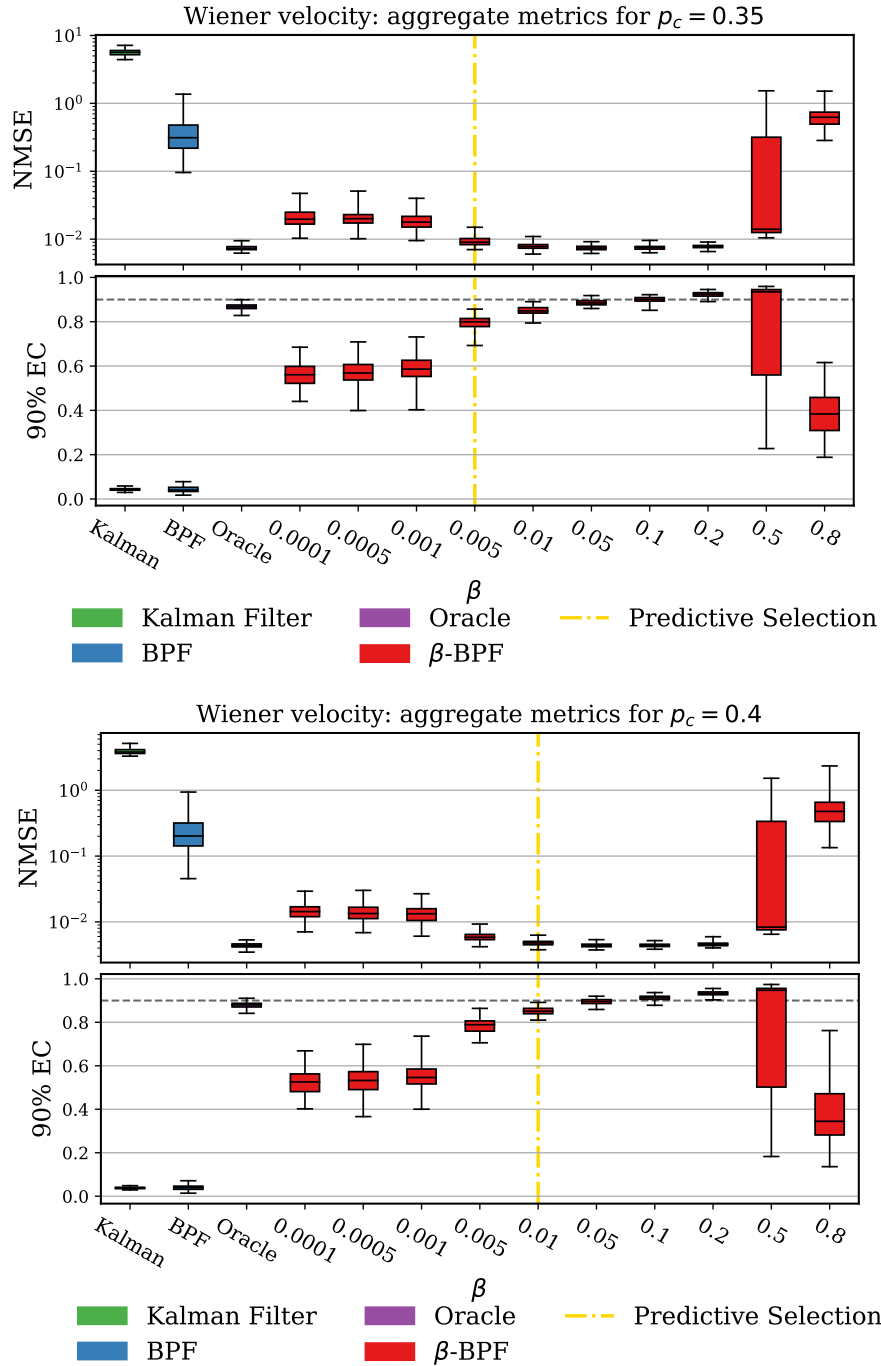 Wiener velocity: aggregate metrics for $p_c = 0.35$
NMSE
10¹
10⁰
10⁻¹
10⁻²
90% EC
1.0
0.8
0.6
0.4
0.2
0.0
Kalman BPF Oracle 0.0001 0.0005 0.001 0.005 0.01 0.05 0.1 0.2 0.5 0.8
β
Kalman Filter Oracle Predictive Selection
BPF β-BPF
Wiener velocity: aggregate metrics for $p_c = 0.4$
NMSE
10⁰
10⁻¹
10⁻²
90% EC
1.0
0.8
0.6
0.4
0.2
0.0
Kalman BPF Oracle 0.0001 0.0005 0.001 0.005 0.01 0.05 0.1 0.2 0.5 0.8
β
Kalman Filter Oracle Predictive Selection
BPF β-BPF